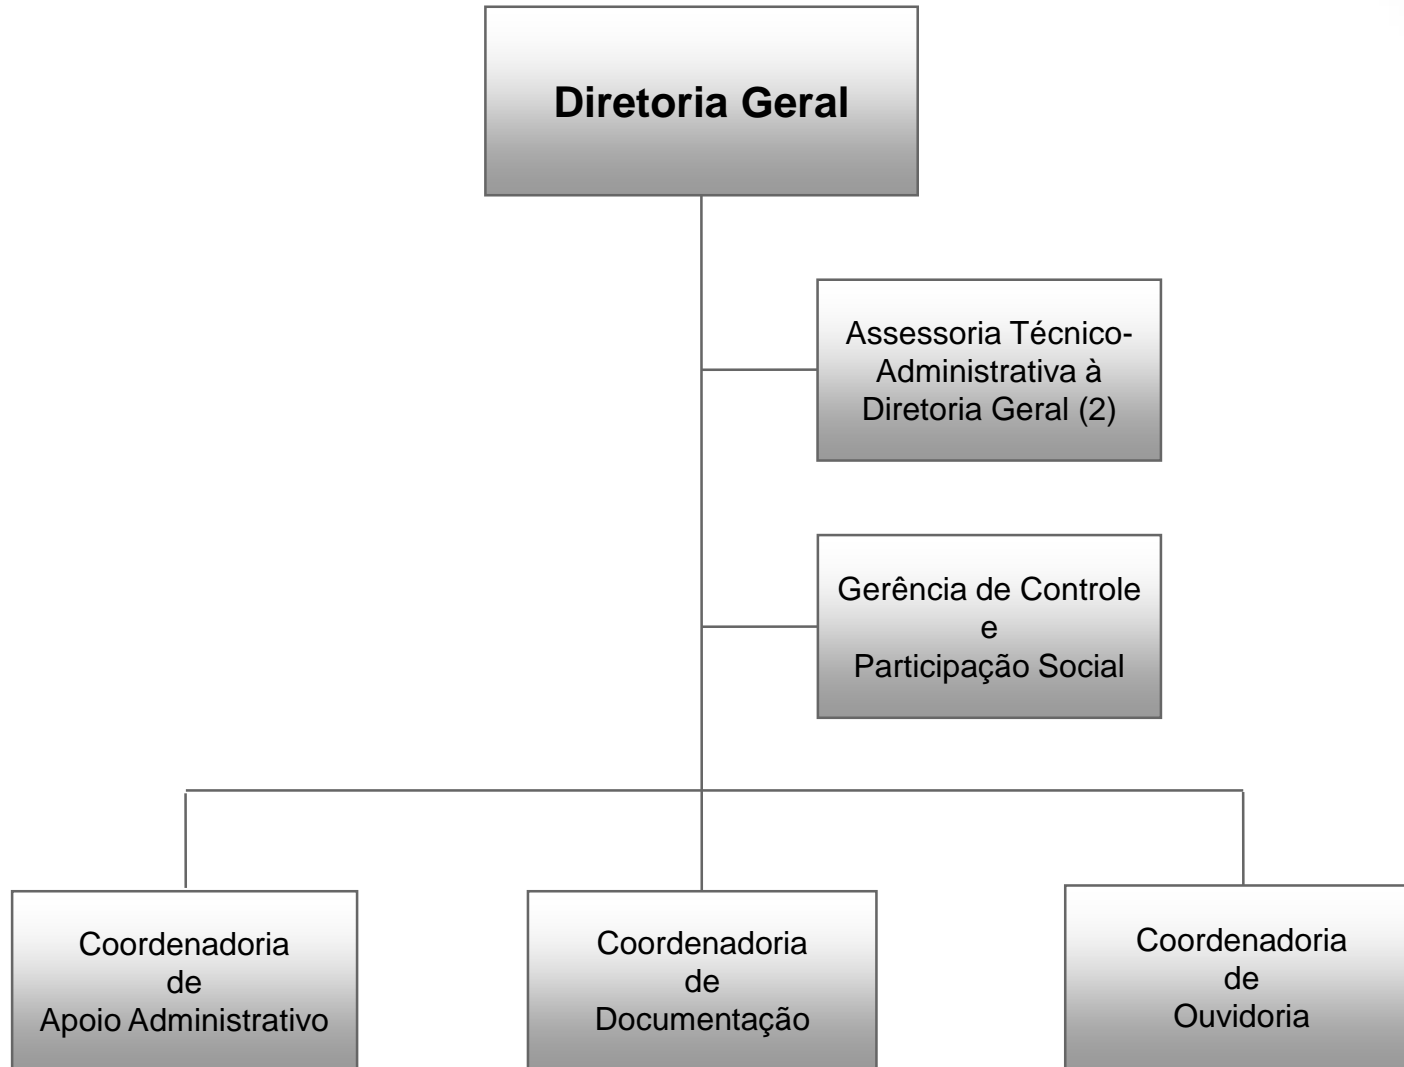 Diretoria Geral
Assessoria Técnico-
Administrativa à
Diretoria Geral (2)
Gerência de Controle
e
Participação Social
Coordenadoria
de
Apoio Administrativo
Coordenadoria
de
Documentação
Coordenadoria
de
Ouvidoria